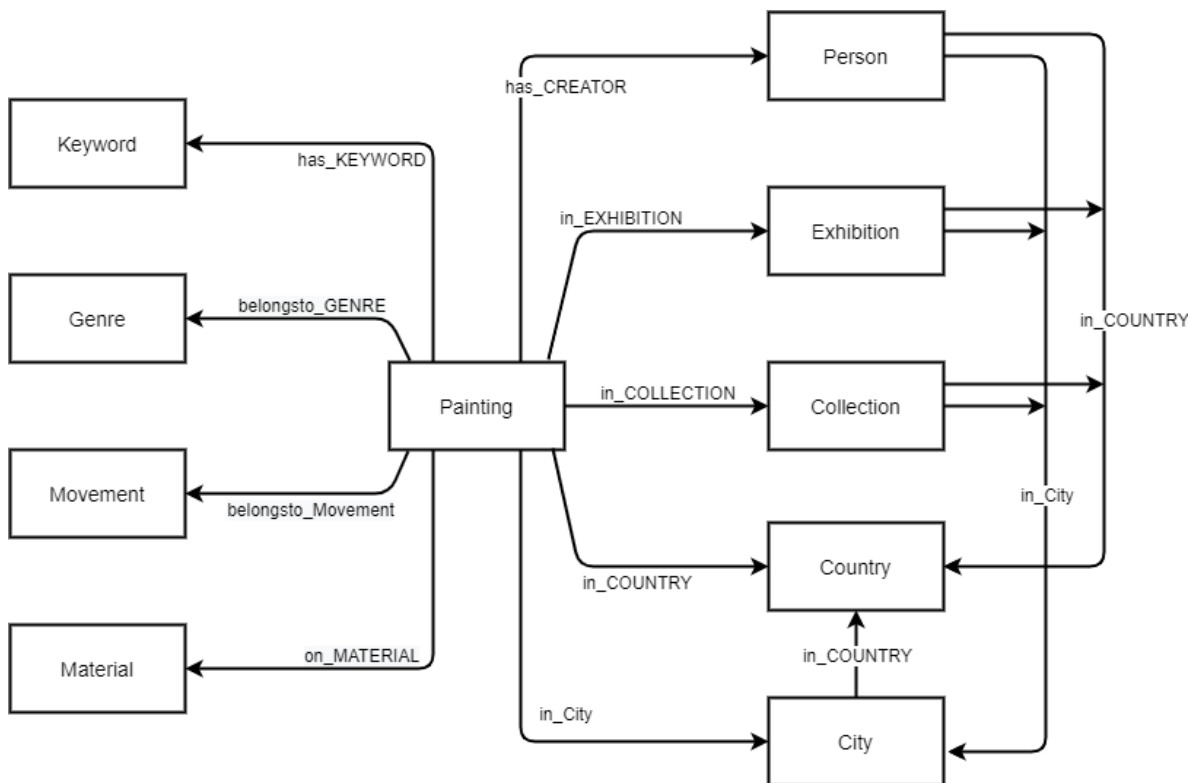 Person
has_CREATOR
Keyword
has_KEYWORD
in_EXHIBITION
Exhibition
belongsto_GENRE
Genre
in_COUNTRY
in_COLLECTION
Painting
Collection
Movement
belongsto_Movement
in_City
Country
in_COUNTRY
on_MATERIAL
in_COUNTRY
Material
in_City
City